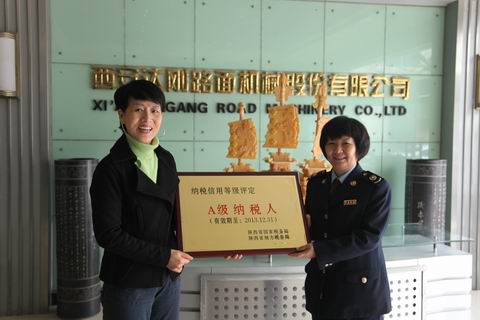 西安达刚路面机械股份有限公司
XI'AN DAGANG ROAD MACHINERY CO.,LTD
纳税信用等级评定
A级纳税人
(有效期至:2013.12.31)
陕西省国家税务局
陕西省地方税务局